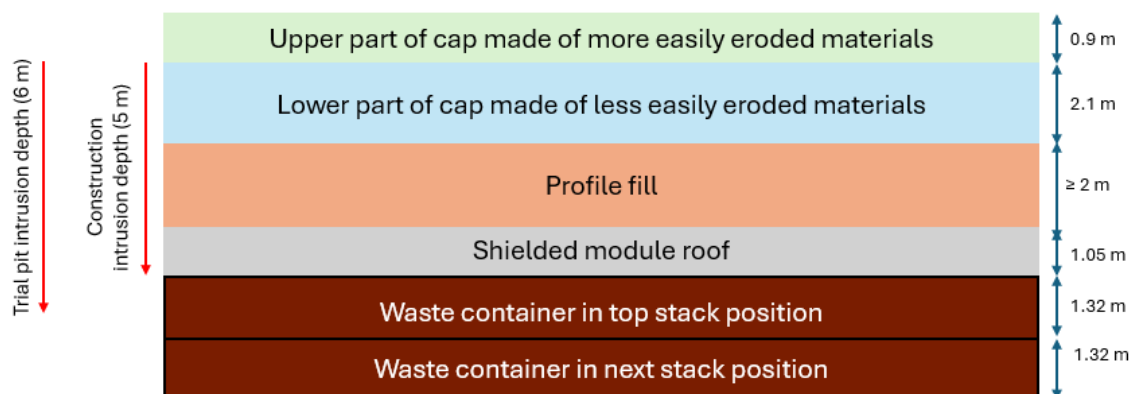 Upper part of cap made of more easily eroded materials
0.9 m
Trial pit intrusion depth (6 m)
Construction
intrusion depth (5 m)
Lower part of cap made of less easily eroded materials
2.1 m
Profile fill
≥ 2 m
Shielded module roof
1.05 m
Waste container in top stack position
1.32 m
Waste container in next stack position
1.32 m